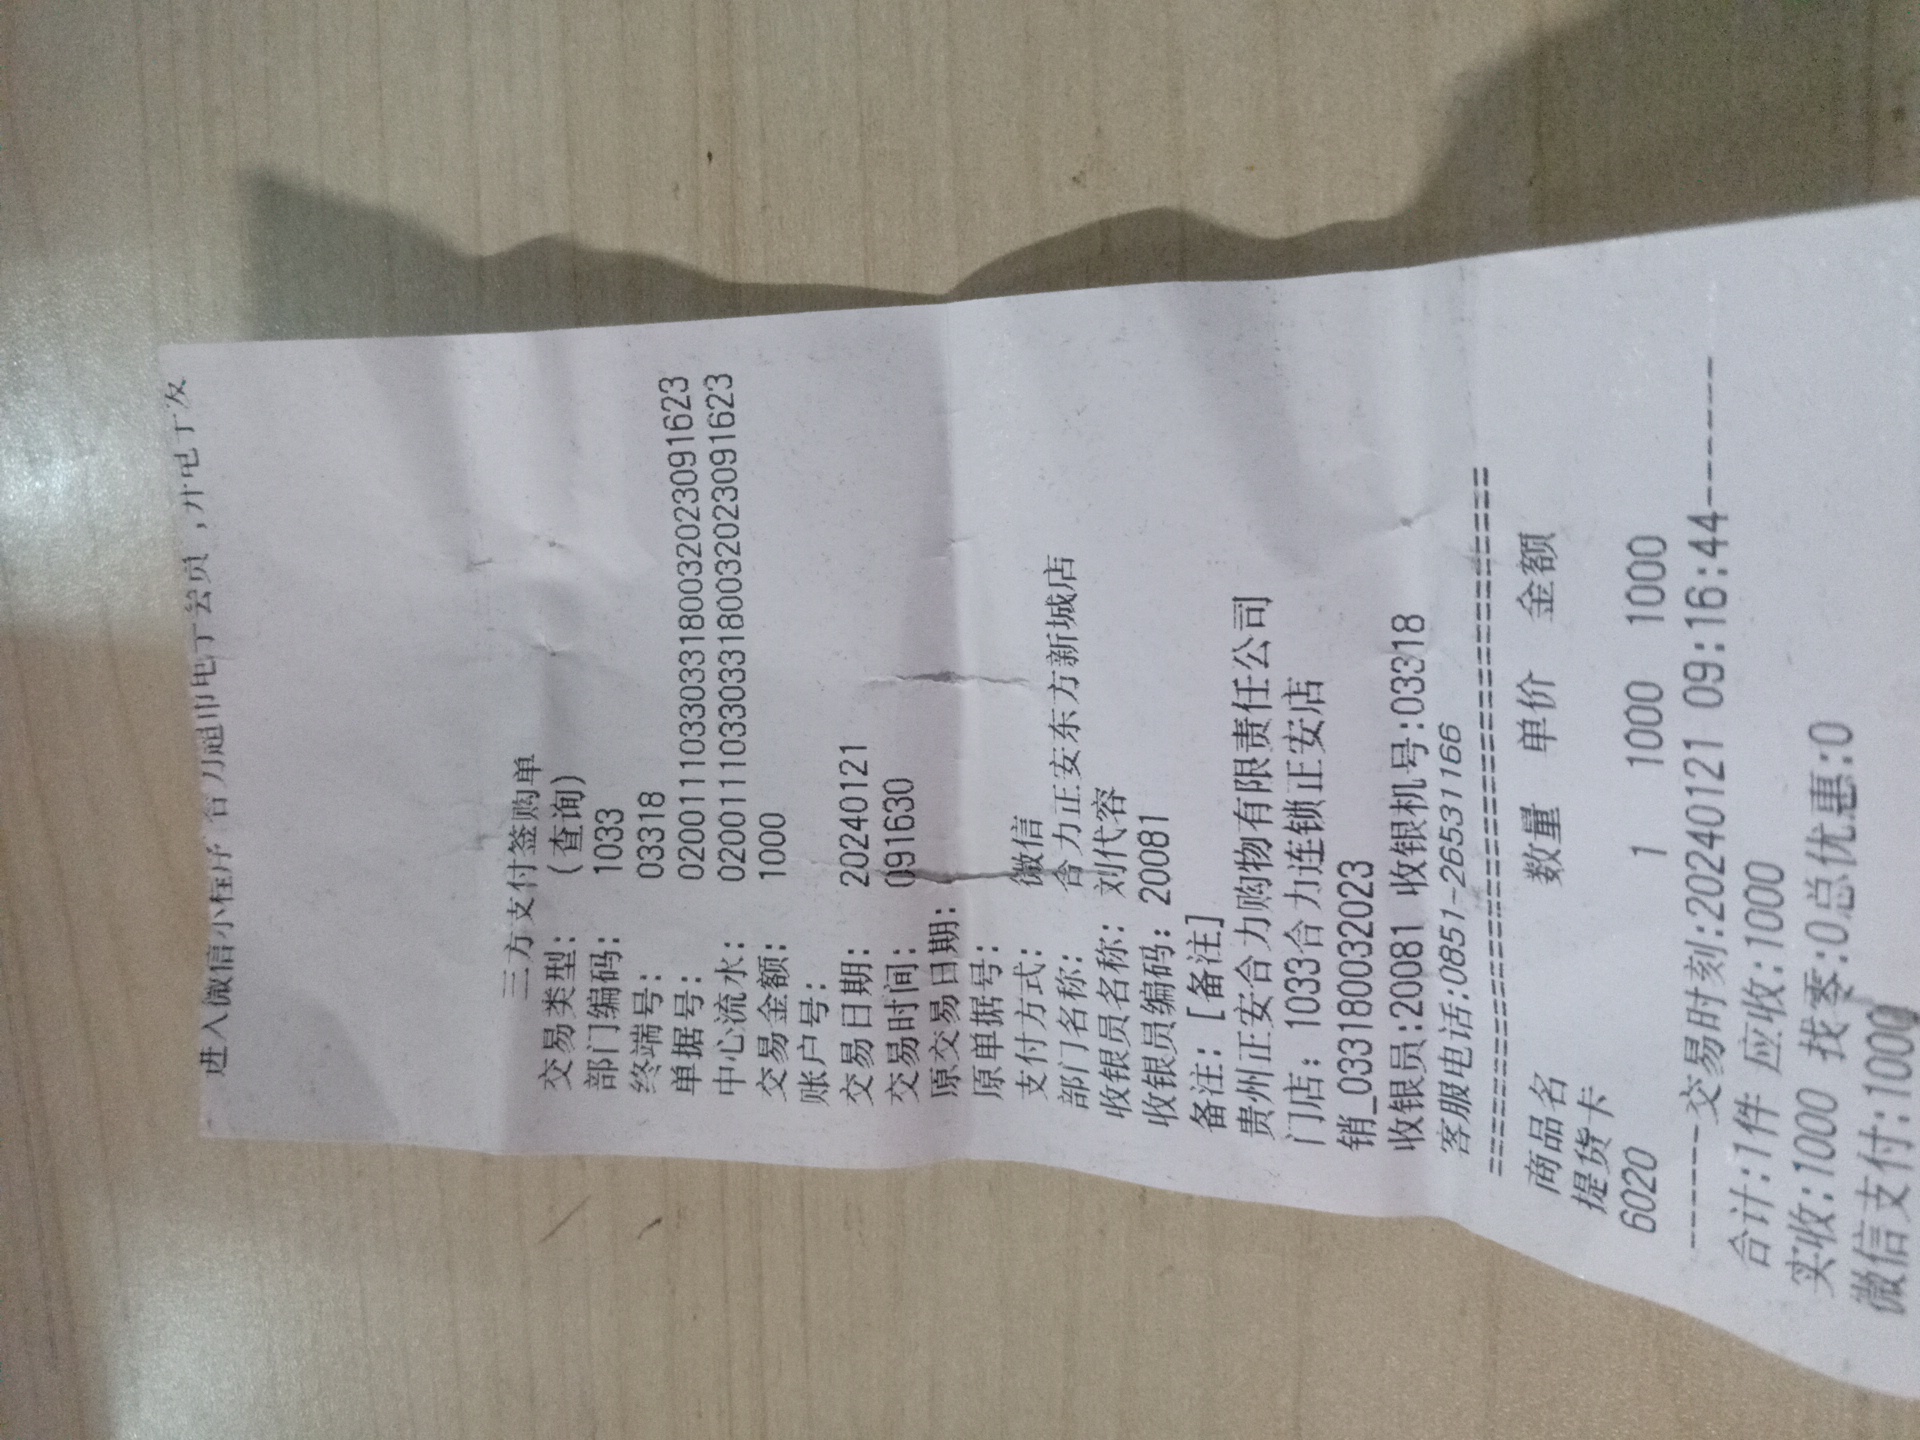 进入微信小程序"合力超市电子会员,开电子发
三方支付签购单
交易类型: (查询)
部门编码: 1033
终端号: 03318
单据号: 02001110330331800320230​91623
中心流水: 0200111033033180032023091623
交易金额: 1000
账户号:
交易日期: 20240121
交易时间: 091630
原交易日期:
原单据号:
支付方式: 微信
部门名称: 合力正安东方新城店
收银员名称: 刘代容
收银员编码: 20081
备注: [备注]
贵州正安合力购物有限责任公司
门店: 1033合力连锁正安店
销_0331800032023
收银员:20081 收银机号:03318
客服电话:0851-26531166
商品名 数量 单价 金额
提货卡
6020 1 1000 1000
------交易时刻:20240121 09:16:44------
合计:1件 应收:1000
实收:1000 找零:0总优惠:0
微信支付:1000